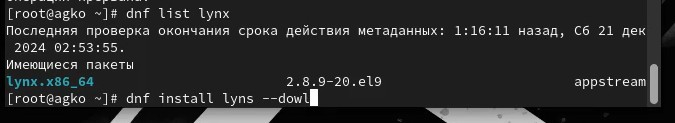 [root@agko ~]# dnf list lynx
Последняя проверка окончания срока действия метаданных: 1:16:11 назад, Сб 21 дек
2024 02:53:55.
Имеющиеся пакеты
lynx.x86_64 2.8.9-20.el9 appstream
[root@agko ~]# dnf install lyns --dowl